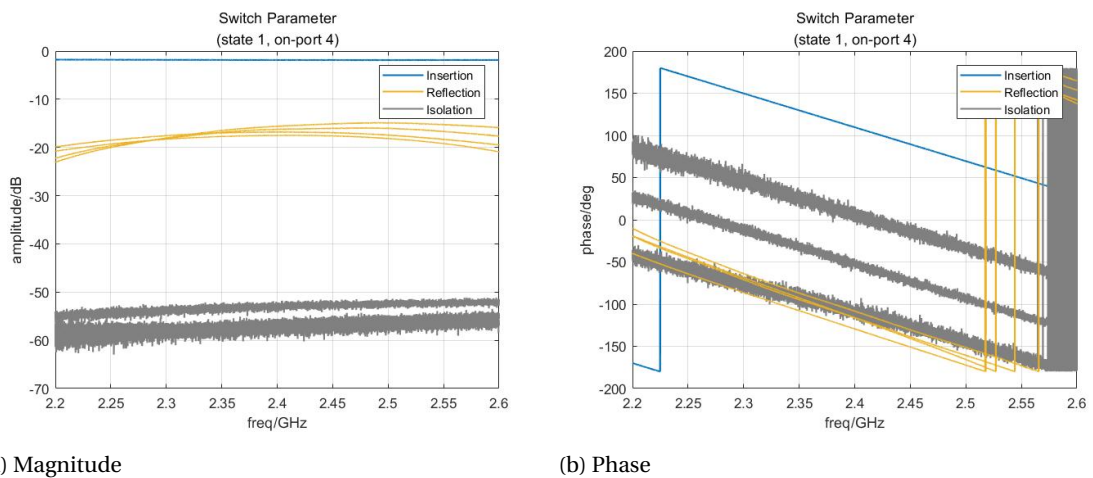 Switch Parameter
(state 1, on-port 4)
0
-10
-20
-30
-40
-50
-60
-70
amplitude/dB
Insertion
Reflection
Isolation
2.2 2.25 2.3 2.35 2.4 2.45 2.5 2.55 2.6
freq/GHz
) Magnitude
Switch Parameter
(state 1, on-port 4)
200
150
100
50
0
-50
-100
-150
-200
phase/deg
Insertion
Reflection
Isolation
2.2 2.25 2.3 2.35 2.4 2.45 2.5 2.55 2.6
freq/GHz
(b) Phase